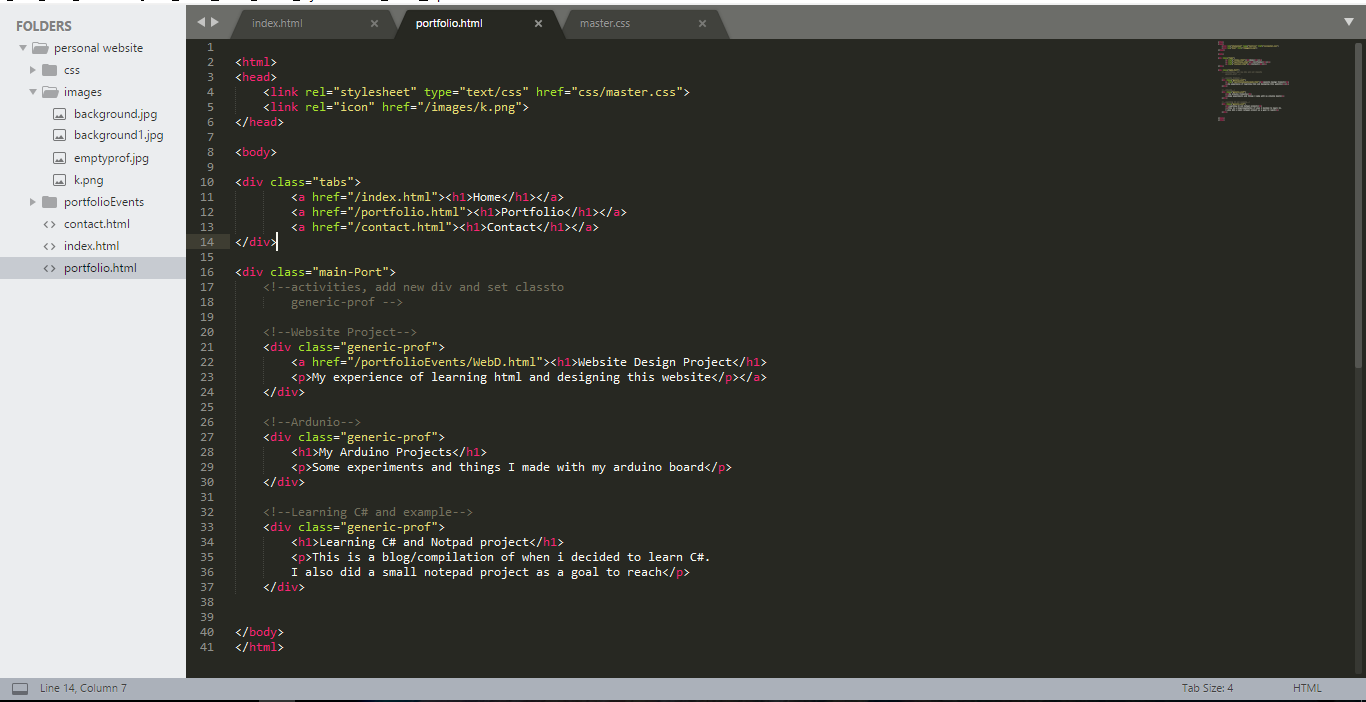 FOLDERS
personal website
css
images
background.jpg
background1.jpg
emptyprof.jpg
k.png
portfolioEvents
contact.html
index.html
portfolio.html
index.html × portfolio.html × master.css ×
1
2 <html>
3 <head>
4 <link rel="stylesheet" type="text/css" href="css/master.css">
5 <link rel="icon" href="/images/k.png">
6 </head>
7
8 <body>
9
10 <div class="tabs">
11 <a href="/index.html"><h1>Home</h1></a>
12 <a href="/portfolio.html"><h1>Portfolio</h1></a>
13 <a href="/contact.html"><h1>Contact</h1></a>
14 </div>
15
16 <div class="main-Port">
17 <!--activities, add new div and set classto
18 generic-prof -->
19
20 <!--Website Project-->
21 <div class="generic-prof">
22 <a href="/portfolioEvents/WebD.html"><h1>Website Design Project</h1>
23 <p>My experience of learning html and designing this website</p></a>
24 </div>
25
26 <!--Ardunio-->
27 <div class="generic-prof">
28 <h1>My Arduino Projects</h1>
29 <p>Some experiments and things I made with my arduino board</p>
30 </div>
31
32 <!--Learning C# and example-->
33 <div class="generic-prof">
34 <h1>Learning C# and Notpad project</h1>
35 <p>This is a blog/compilation of when i decided to learn C#.
36 I also did a small notepad project as a goal to reach</p>
37 </div>
38
39
40 </body>
41 </html>
Line 14, Column 7
Tab Size: 4
HTML